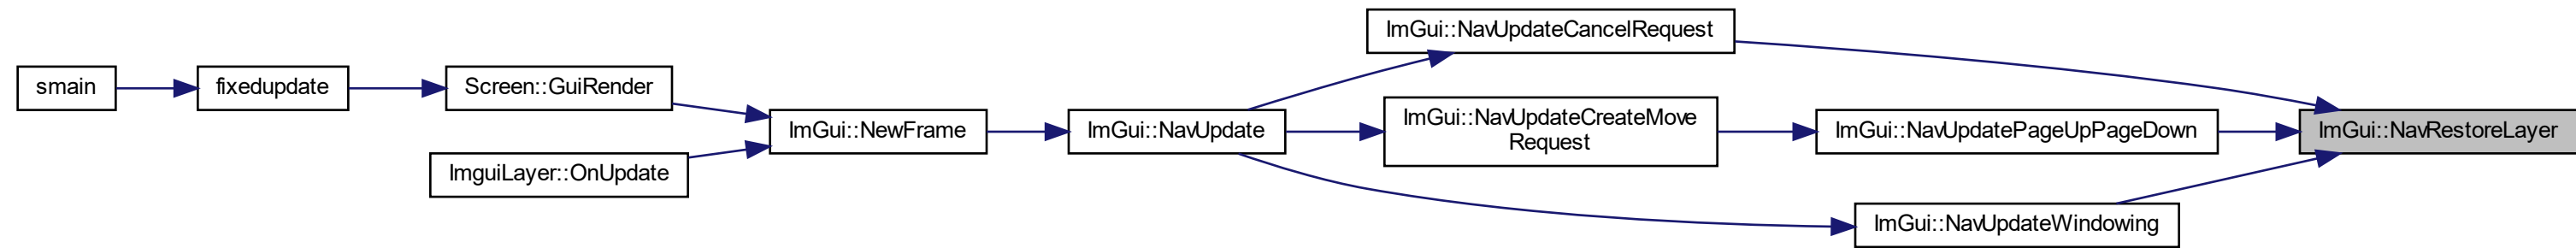 smain
fixedupdate
Screen::GuiRender
ImguiLayer::OnUpdate
ImGui::NewFrame
ImGui::NavUpdate
ImGui::NavUpdateCancelRequest
ImGui::NavUpdateCreateMove
Request
ImGui::NavUpdatePageUpPageDown
ImGui::NavUpdateWindowing
ImGui::NavRestoreLayer